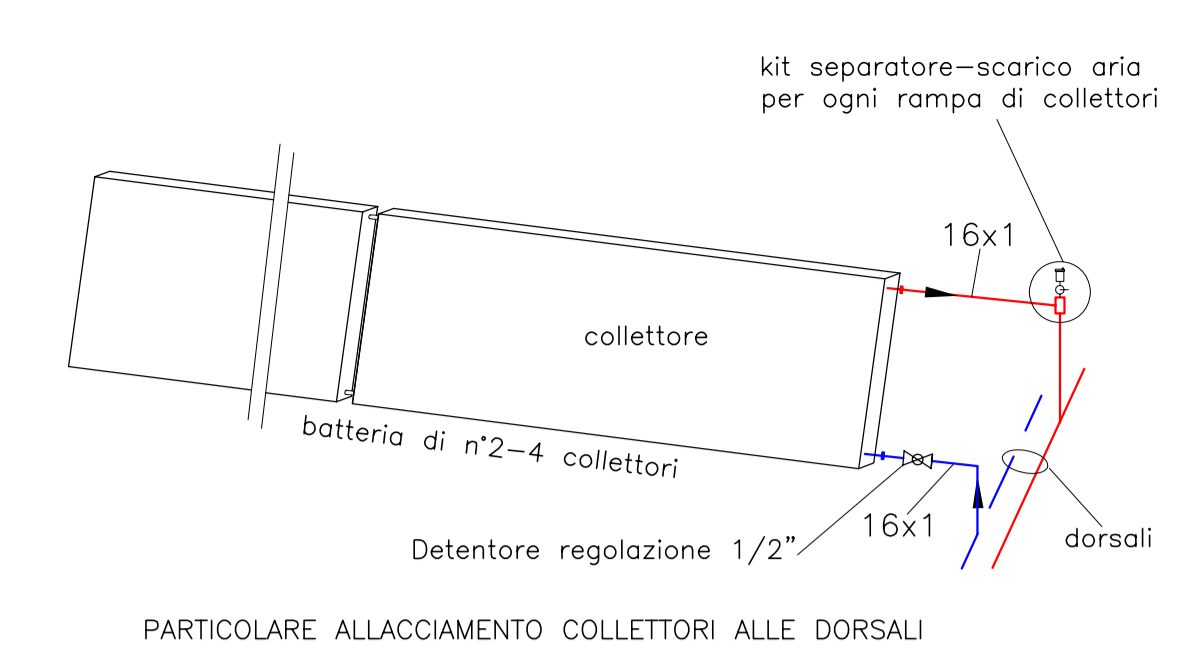 kit separatore-scarico aria
per ogni rampa di collettori
16x1
collettore
batteria di n°2-4 collettori
16x1
dorsali
Detentore regolazione 1/2"
PARTICOLARE ALLACCIAMENTO COLLETTORI ALLE DORSALI